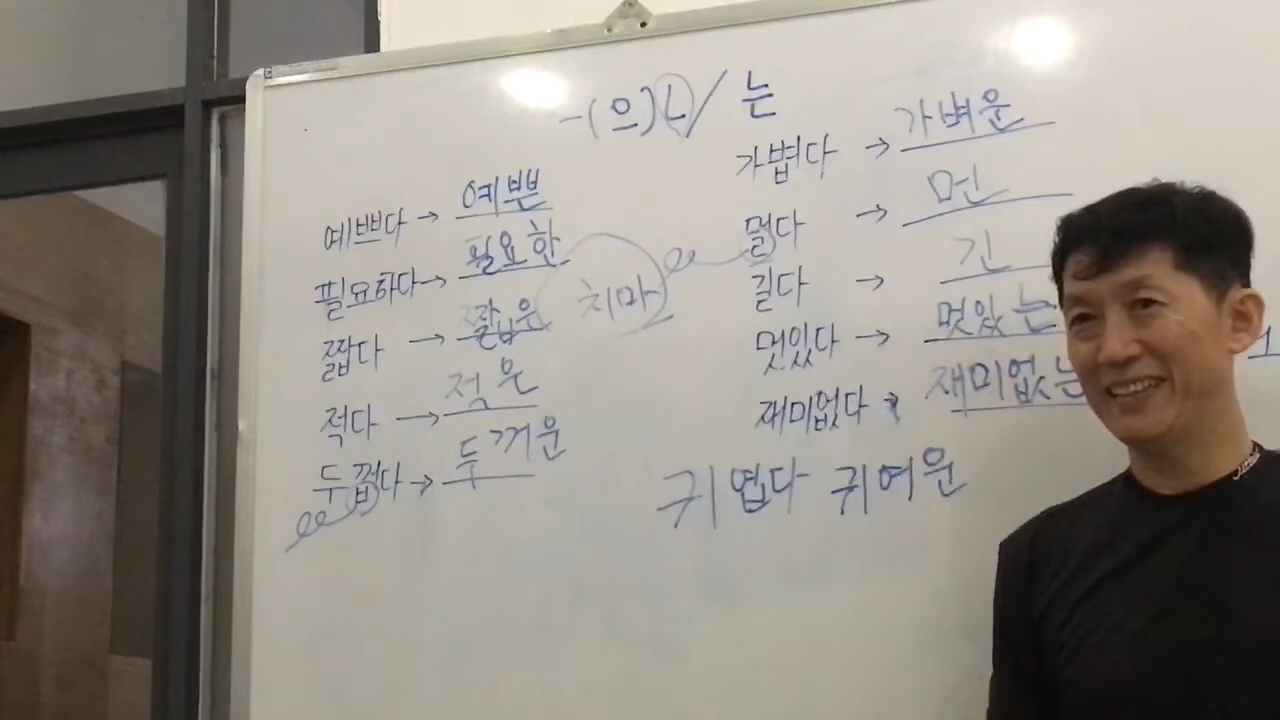 -(으)ㄴ/는
예쁘다 → 예쁜
필요하다 → 필요한
짧다 → 짧은
적다 → 적은
두껍다 → 두꺼운
치마
가볍다 → 가벼운
멀다 → 먼
길다 → 긴
멋있다 → 멋있는
재미없다 → 재미없는
귀엽다 귀여운